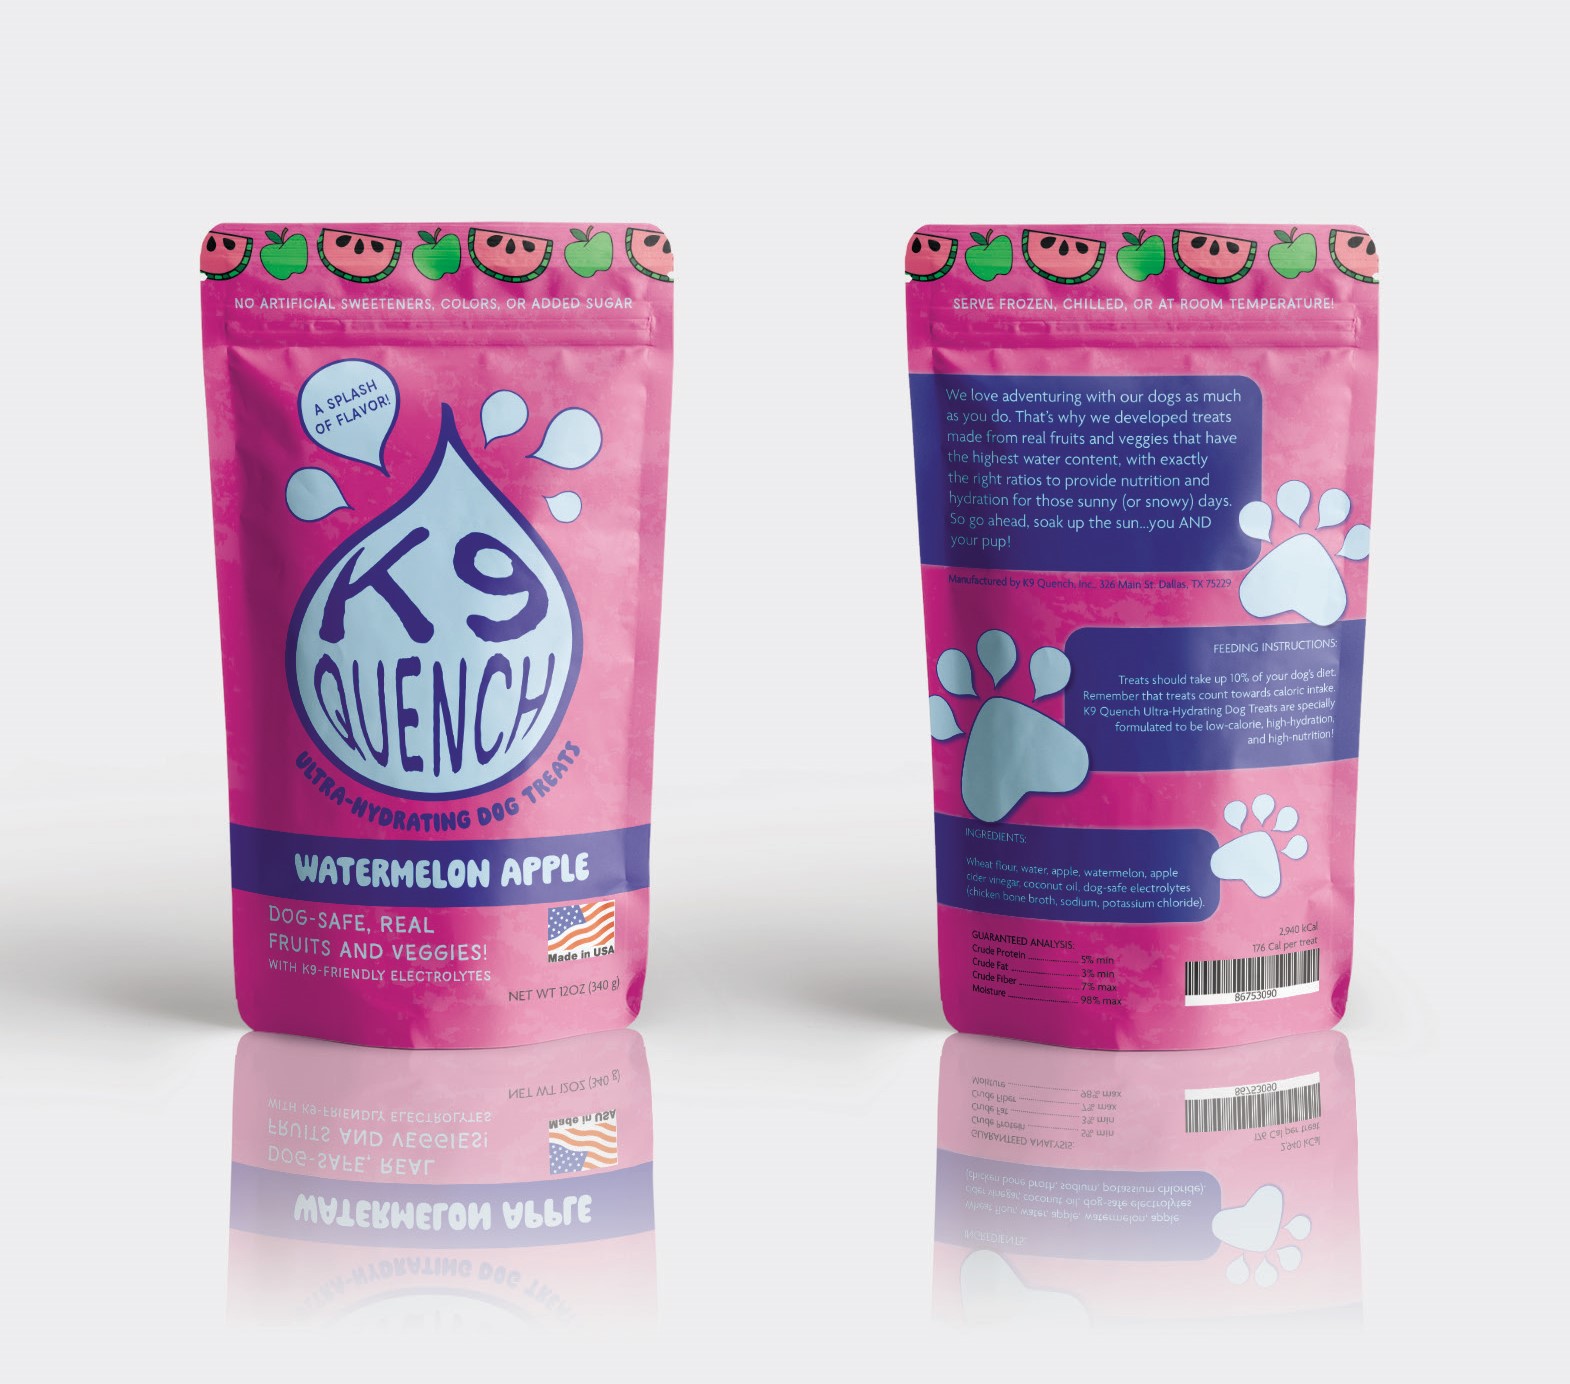 NO ARTIFICIAL SWEETENERS, COLORS, OR ADDED SUGAR
A SPLASH
OF FLAVOR!
K9
QUENCH
ULTRA-HYDRATING DOG TREATS
WATERMELON APPLE
DOG-SAFE, REAL
FRUITS AND VEGGIES!
WITH K9-FRIENDLY ELECTROLYTES
Made in USA
NET WT 12OZ (340 g)
SERVE FROZEN, CHILLED, OR AT ROOM TEMPERATURE!
We love adventuring with our dogs as much
as you do. That's why we developed treats
made from real fruits and veggies that have
the highest water content, with exactly
the right ratios to provide nutrition and
hydration for those sunny (or snowy) days.
So go ahead, soak up the sun...you AND
your pup!
Manufactured by K9 Quench, Inc., 326 Main St. Dallas, TX 75229
FEEDING INSTRUCTIONS:
Treats should take up 10% of your dog's diet.
Remember that treats count towards caloric intake.
K9 Quench Ultra-Hydrating Dog Treats are specially
formulated to be low-calorie, high-hydration,
and high-nutrition!
INGREDIENTS:
Wheat flour, water, apple, watermelon, apple
cider vinegar, coconut oil, dog-safe electrolytes
(chicken bone broth, sodium, potassium chloride).
GUARANTEED ANALYSIS:
Crude Protein ........ 5% min
Crude Fat ........ 3% min
Crude Fiber ........ 7% max
Moisture ........ 98% max
2,940 kCal
176 Cal per treat
86753090